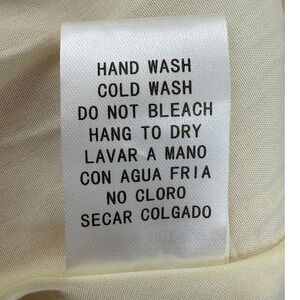 HAND WASH
COLD WASH
DO NOT BLEACH
HANG TO DRY
LAVAR A MANO
CON AGUA FRIA
NO CLORO
SECAR COLGADO